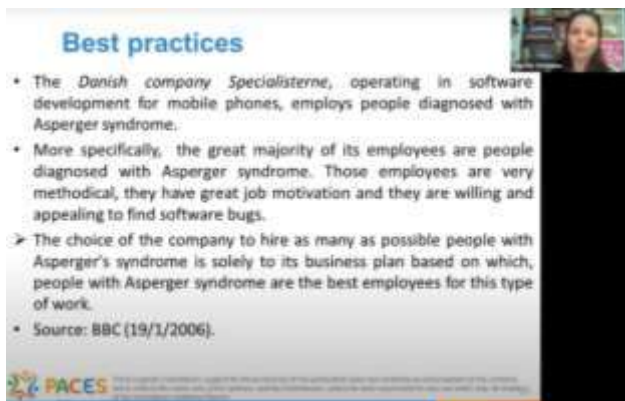 Best practices
• The Danish company Specialisterne, operating in software
development for mobile phones, employs people diagnosed with
Asperger syndrome.
• More specifically, the great majority of its employees are people
diagnosed with Asperger syndrome. Those employees are very
methodical, they have great job motivation and they are willing and
appealing to find software bugs.
➢ The choice of the company to hire as many as possible people with
Asperger's syndrome is solely to its business plan based on which,
people with Asperger syndrome are the best employees for this type
of work.
• Source: BBC (19/1/2006).
PACES